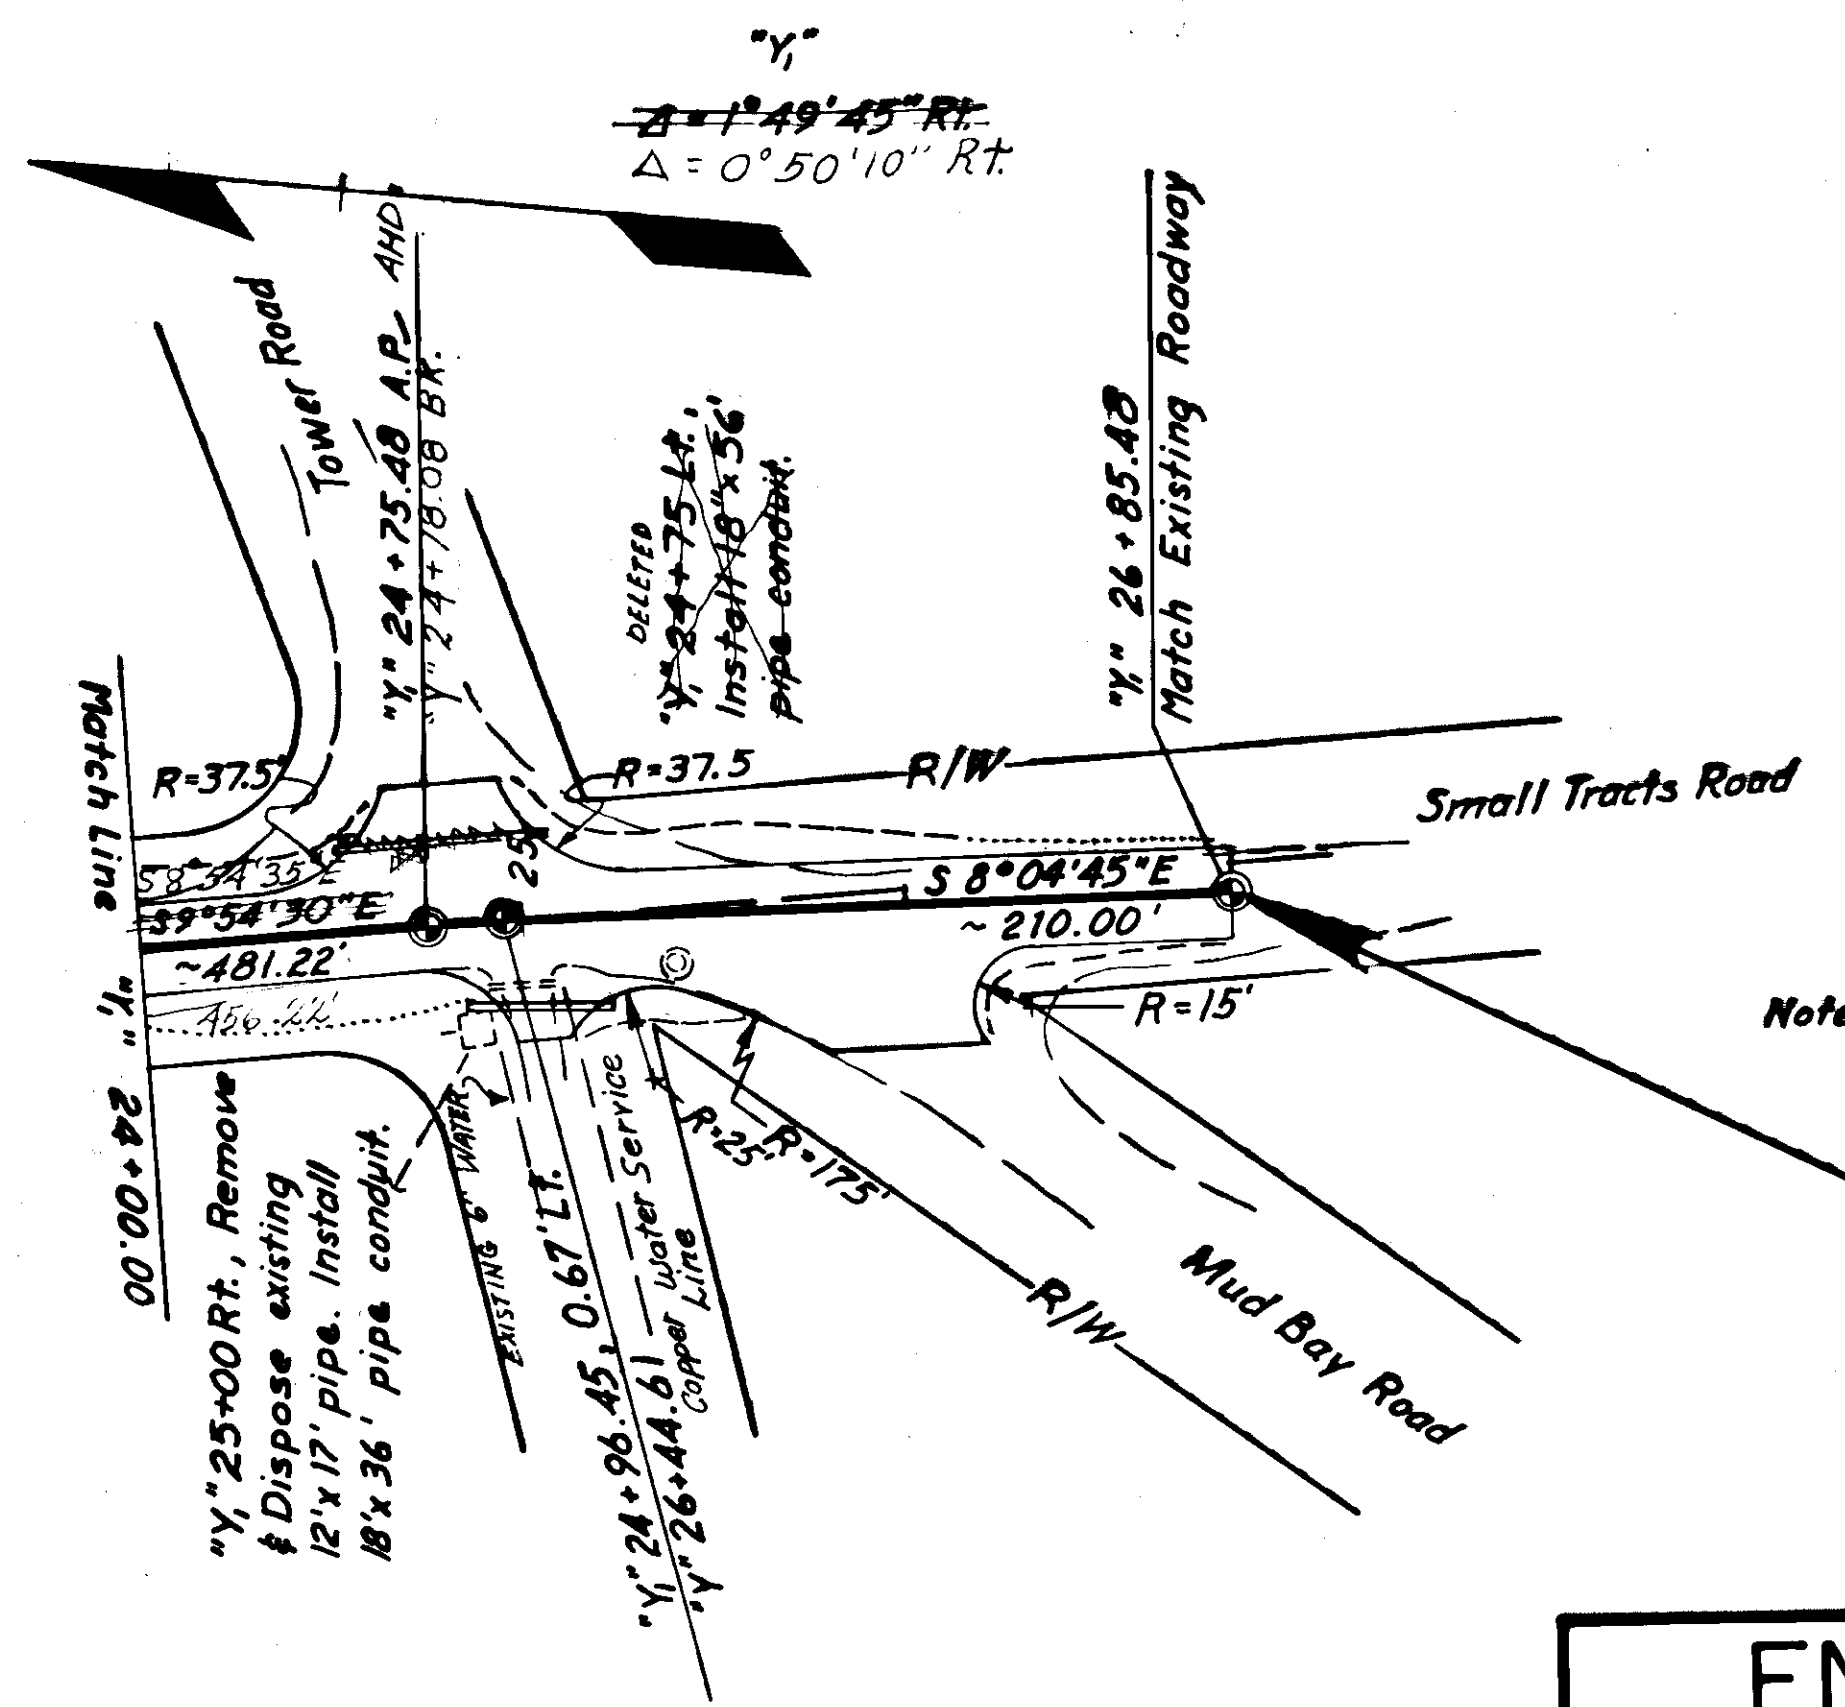 "Y₁"
Δ = 1°49'45" Rt.
Δ = 0°50'10" Rt.
Tower Road
"Y₁" 24+75.48 A.P. AHD
"Y₁" 24+78.08 BK.
DELETED
"Y₁" 24+75 Lt.,
Install 18" x 56'
pipe conduit.
"Y₁" 26+85.48
Match Existing Roadway
Match Line
"Y₁" 24+00.00
R=37.5'
R=37.5
R/W
Small Tracts Road
S 8°54'35" E
S 9°54'30" E
~481.22'
456.22'
25
S 8°04'45" E
~210.00'
R=15'
Note
"Y₁" 25+00 Rt., Remove
& Dispose existing
12" x 17' pipe. Install
18" x 36' pipe conduit.
EXISTING 6" WATER
"Y₁" 24+96.45, 0.67' Lt.
"Y" 26+44.61
Copper Water Service
Line
R=25'
R=175'
R/W
Mud Bay Road